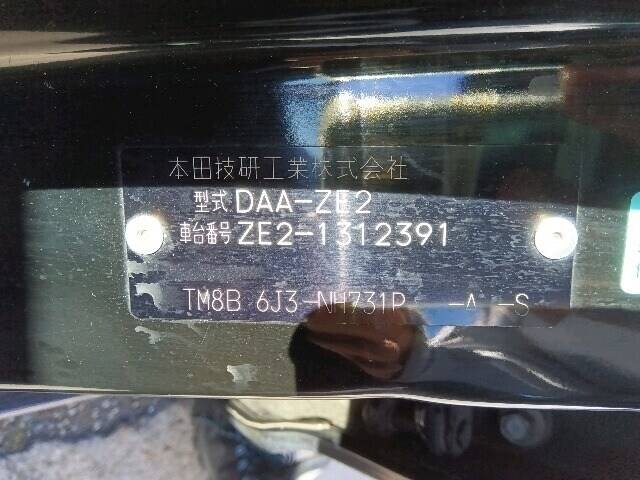 本田技研工業株式会社
型式 DAA-ZE2
車台番号 ZE2-1312391
TM8B 6J3-NH731P -A -S